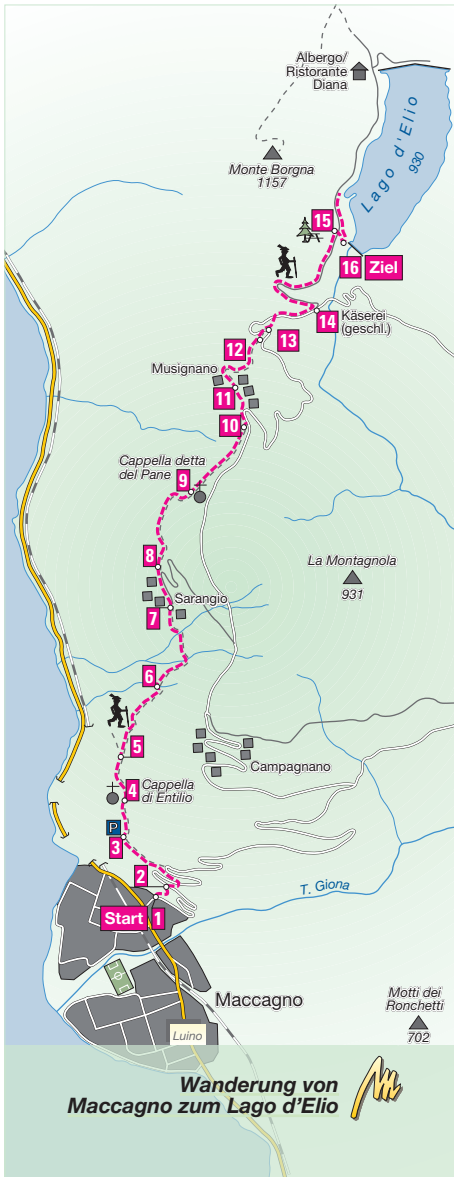 Albergo/
Ristorante
Diana
Lago d'Elio
930
Monte Borgna
1157
15
16 Ziel
14
Käserei
(geschl.)
13
12
Musignano
11
10
Cappella detta
del Pane
9
8
La Montagnola
931
Sarangio
7
6
5
Campagnano
4
Cappella
di Entilio
P
3
2
T. Giona
Start 1
Maccagno
Motti dei
Ronchetti
702
Luino
Wanderung von
Maccagno zum Lago d'Elio